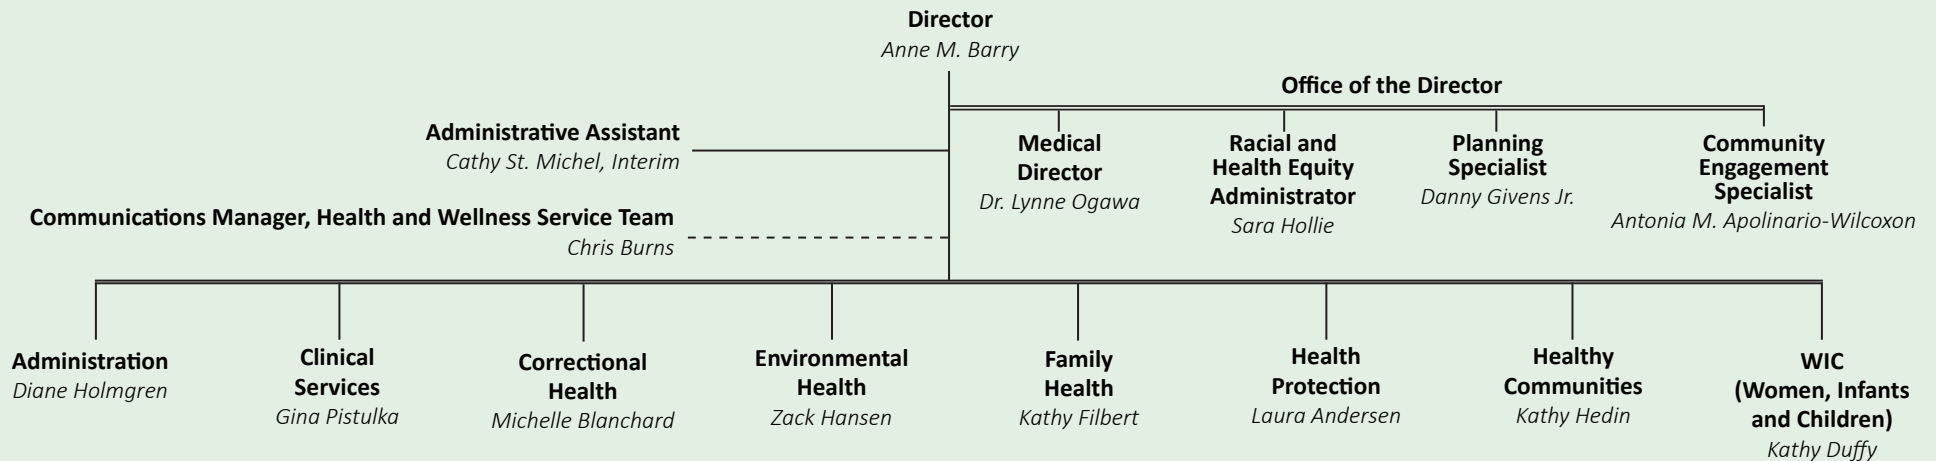 Director
Anne M. Barry
Office of the Director
Administrative Assistant
Cathy St. Michel, Interim
Communications Manager, Health and Wellness Service Team
Chris Burns
Medical
Director
Dr. Lynne Ogawa
Racial and
Health Equity
Administrator
Sara Hollie
Planning
Specialist
Danny Givens Jr.
Community
Engagement
Specialist
Antonia M. Apolinario-Wilcoxon
Administration
Diane Holmgren
Clinical
Services
Gina Pistulka
Correctional
Health
Michelle Blanchard
Environmental
Health
Zack Hansen
Family
Health
Kathy Filbert
Health
Protection
Laura Andersen
Healthy
Communities
Kathy Hedin
WIC
(Women, Infants
and Children)
Kathy Duffy